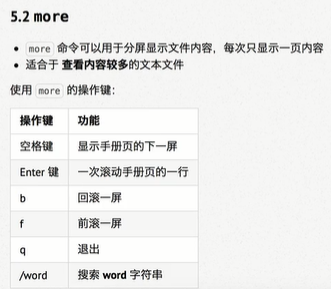 5.2 more
more 命令可以用于分屏显示文件内容，每次只显示一页内容
适合于 查看内容较多的文本文件
使用 more 的操作键：
操作键 功能
空格键 显示手册页的下一屏
Enter 键 一次滚动手册页的一行
b 回滚一屏
f 前滚一屏
q 退出
/word 搜索 word 字符串